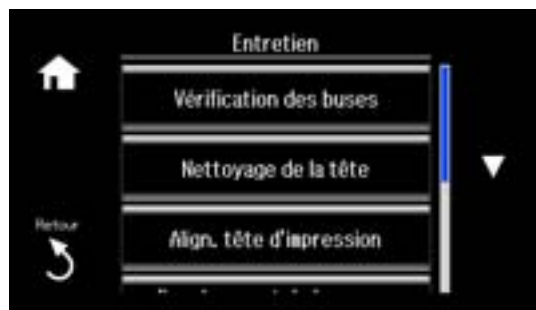 Entretien
Vérification des buses
Nettoyage de la tête
Retour
Align. tête d'impression